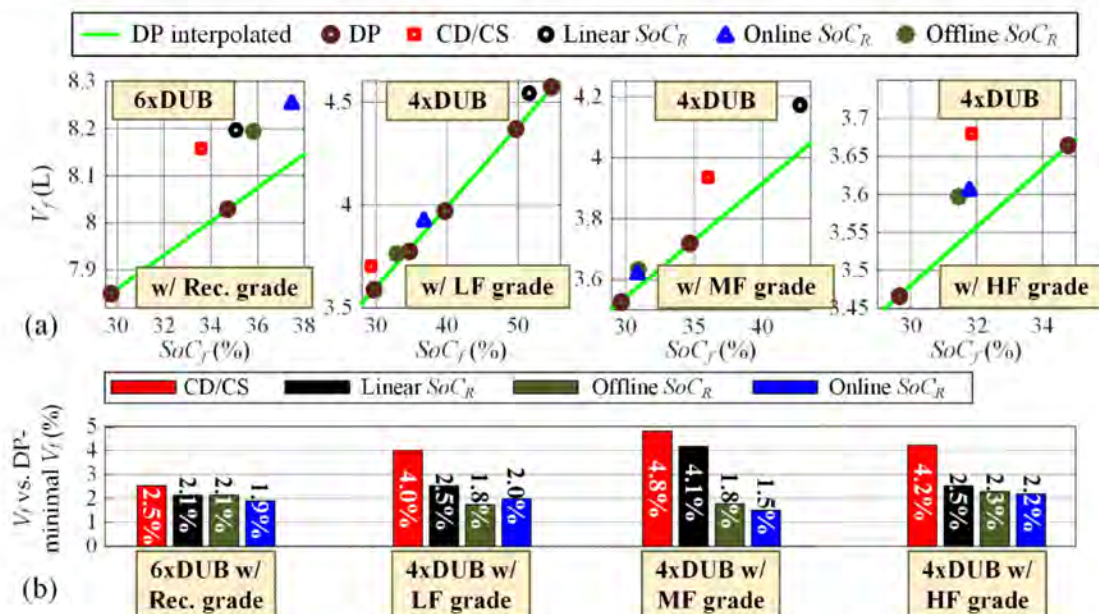 DP interpolated DP CD/CS Linear SoC_R Online SoC_R Offline SoC_R
8.3
8.2
8.1
8
7.9
V_f (L)
6xDUB
w/ Rec. grade
30 32 34 36 38
SoC_f (%)
4.5
4
3.5
4xDUB
w/ LF grade
30 40 50
SoC_f (%)
4.2
4
3.8
3.6
4xDUB
w/ MF grade
30 35 40
SoC_f (%)
3.7
3.65
3.6
3.55
3.5
3.45
4xDUB
w/ HF grade
30 32 34
SoC_f (%)
(a)
CD/CS Linear SoC_R Offline SoC_R Online SoC_R
V_f vs. DP-
minimal V_f (%)
5
4
3
2
1
0
2.5% 2.1% 2.1% 1.9%
4.0% 2.5% 1.8% 2.0%
4.8% 4.1% 1.8% 1.5%
4.2% 2.5% 2.3% 2.2%
6xDUB w/
Rec. grade
4xDUB w/
LF grade
4xDUB w/
MF grade
4xDUB w/
HF grade
(b)